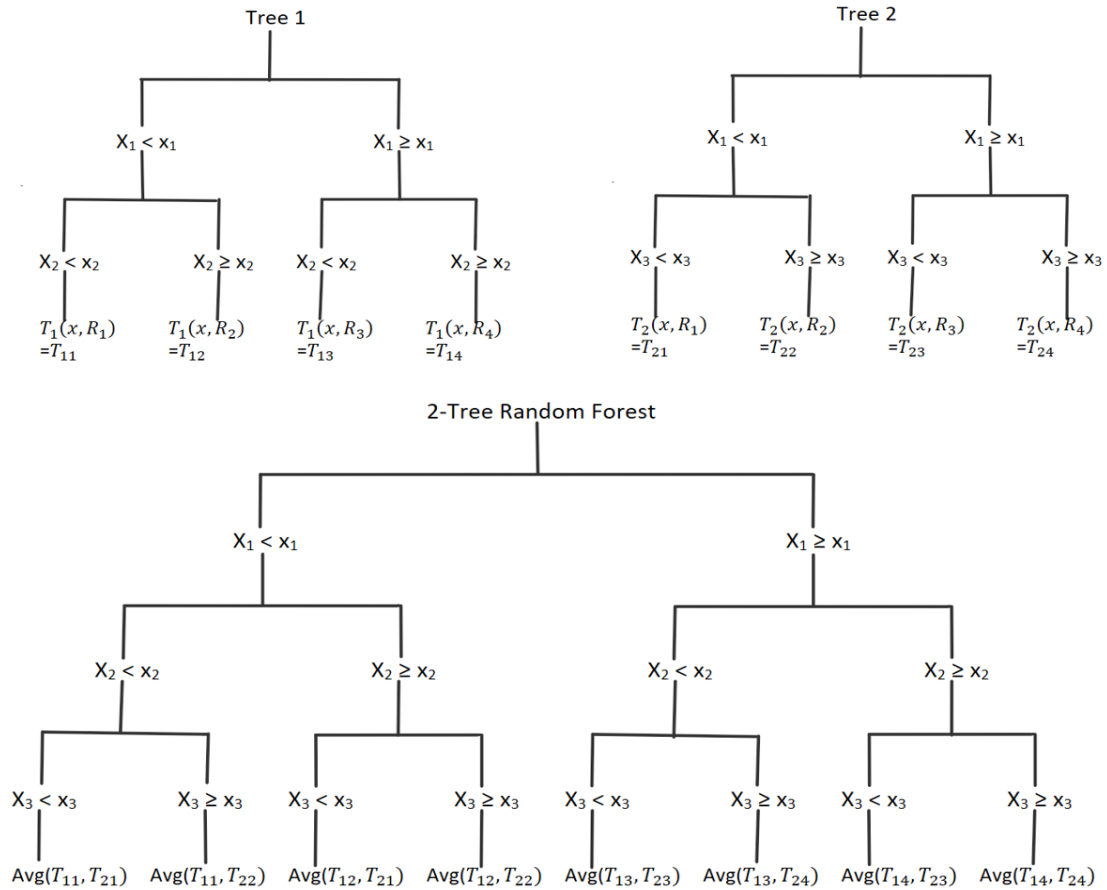 Tree 1
Tree 2
X₁ < x₁
X₁ ≥ x₁
X₁ < x₁
X₁ ≥ x₁
X₂ < x₂
X₂ ≥ x₂
X₂ < x₂
X₂ ≥ x₂
X₃ < x₃
X₃ ≥ x₃
X₃ < x₃
X₃ ≥ x₃
T₁(x, R₁)
=T₁₁
T₁(x, R₂)
=T₁₂
T₁(x, R₃)
=T₁₃
T₁(x, R₄)
=T₁₄
T₂(x, R₁)
=T₂₁
T₂(x, R₂)
=T₂₂
T₂(x, R₃)
=T₂₃
T₂(x, R₄)
=T₂₄
2-Tree Random Forest
X₁ < x₁
X₁ ≥ x₁
X₂ < x₂
X₂ ≥ x₂
X₂ < x₂
X₂ ≥ x₂
X₃ < x₃
X₃ ≥ x₃
X₃ < x₃
X₃ ≥ x₃
X₃ < x₃
X₃ ≥ x₃
X₃ < x₃
X₃ ≥ x₃
Avg(T₁₁, T₂₁)
Avg(T₁₁, T₂₂)
Avg(T₁₂, T₂₁)
Avg(T₁₂, T₂₂)
Avg(T₁₃, T₂₃)
Avg(T₁₃, T₂₄)
Avg(T₁₄, T₂₃)
Avg(T₁₄, T₂₄)